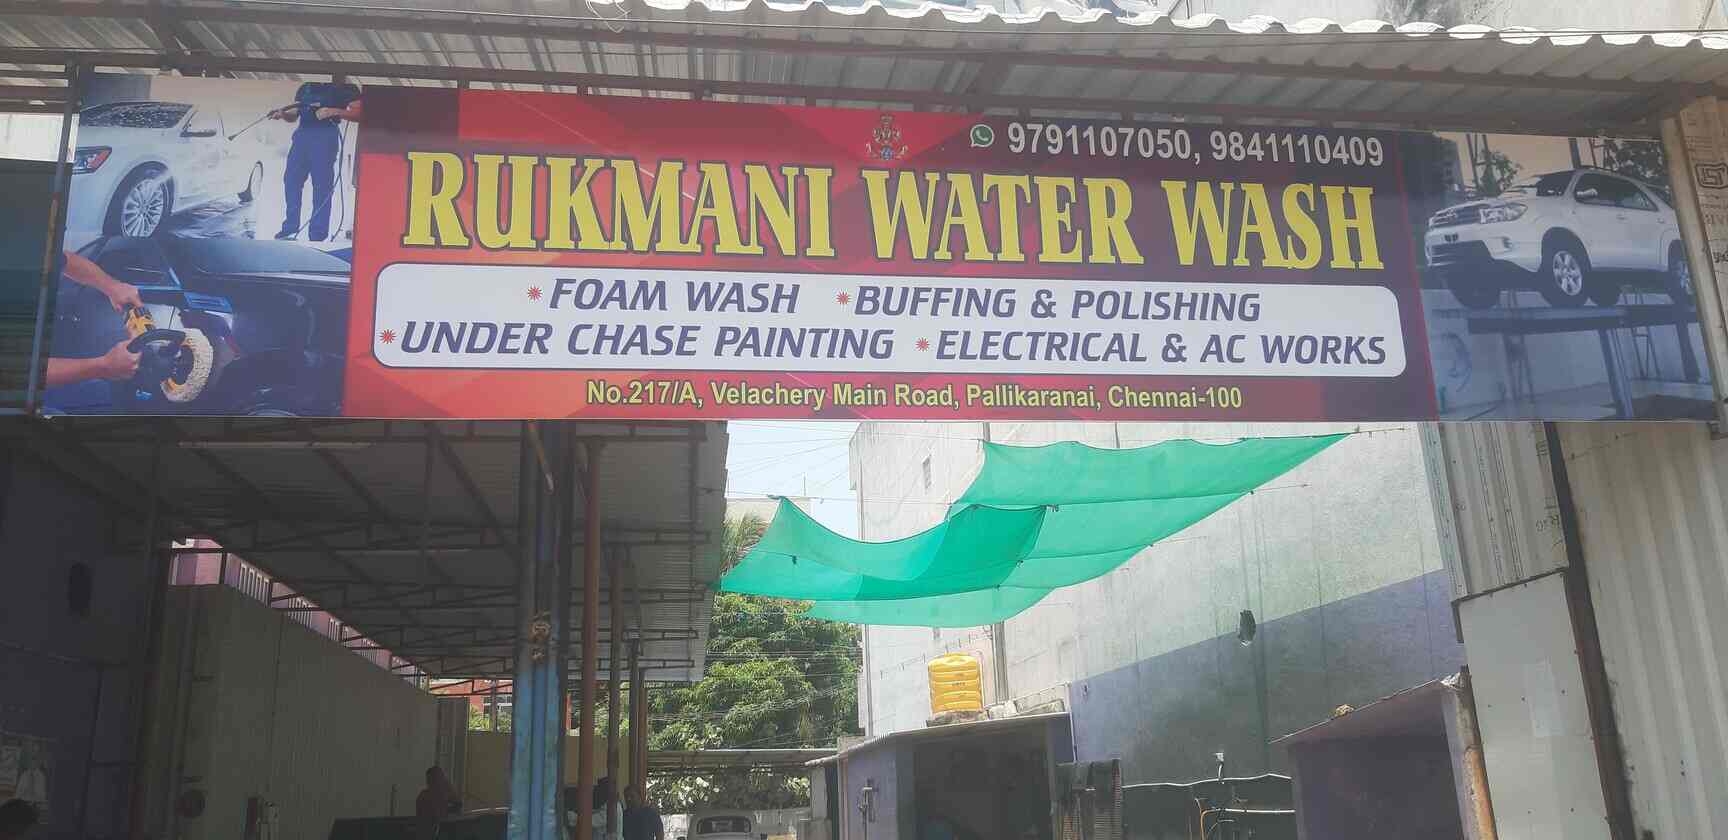 9791107050, 9841110409
RUKMANI WATER WASH
FOAM WASH BUFFING & POLISHING
UNDER CHASE PAINTING ELECTRICAL & AC WORKS
No.217/A, Velachery Main Road, Pallikaranai, Chennai-100